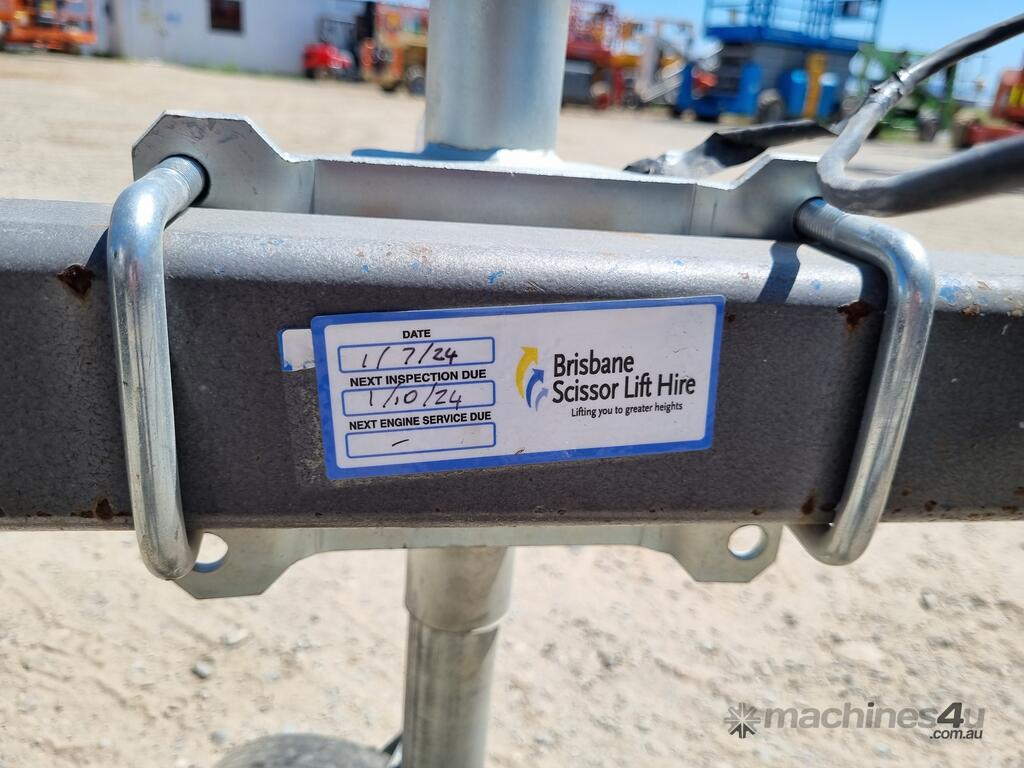 DATE
1/7/24
NEXT INSPECTION DUE
1/10/24
NEXT ENGINE SERVICE DUE
-
Brisbane
Scissor Lift Hire
Lifting you to greater heights
machines4u
.com.au